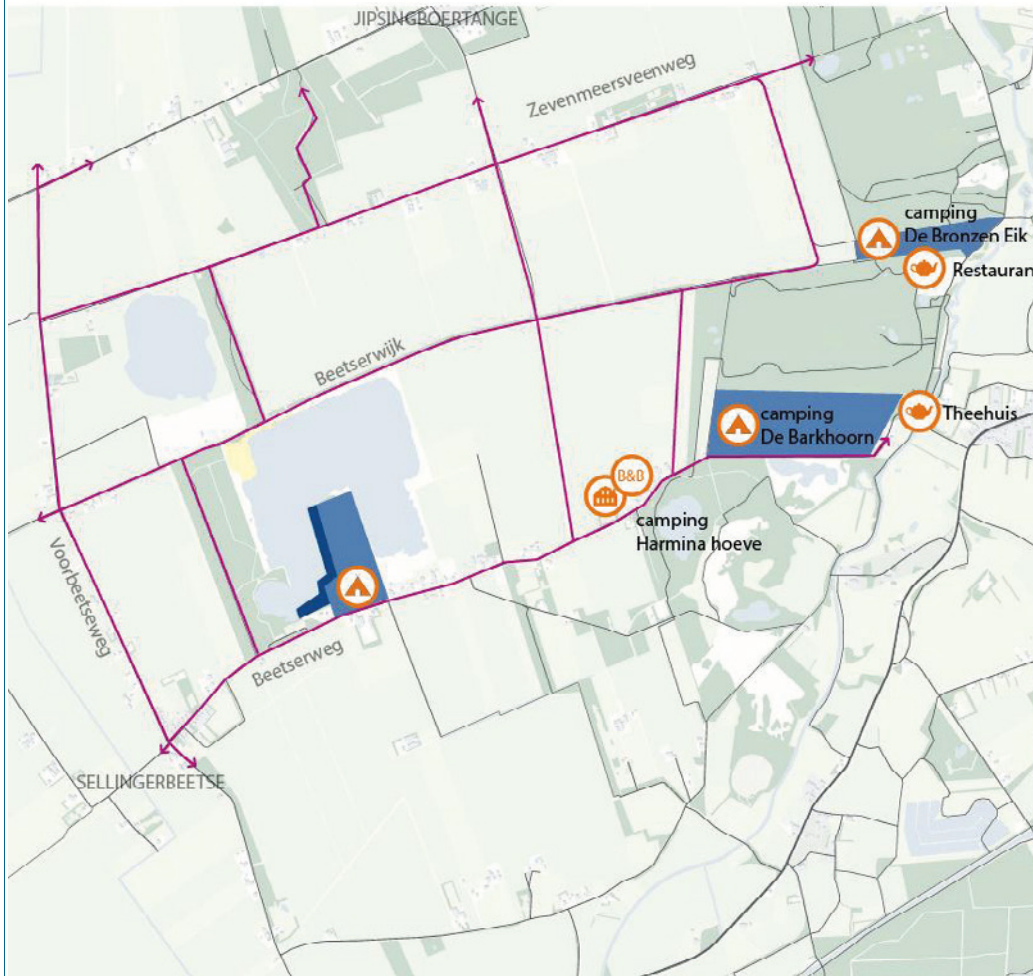 JIPSINGBOERTANGE
Zevenmeersveenweg
camping
De Bronzen Eik
Restauran
Beetserwijk
camping
De Barkhoorn
Theehuis
B&B
camping
Harmina hoeve
Voorbeetseweg
Beetserweg
SELLINGERBEETSE